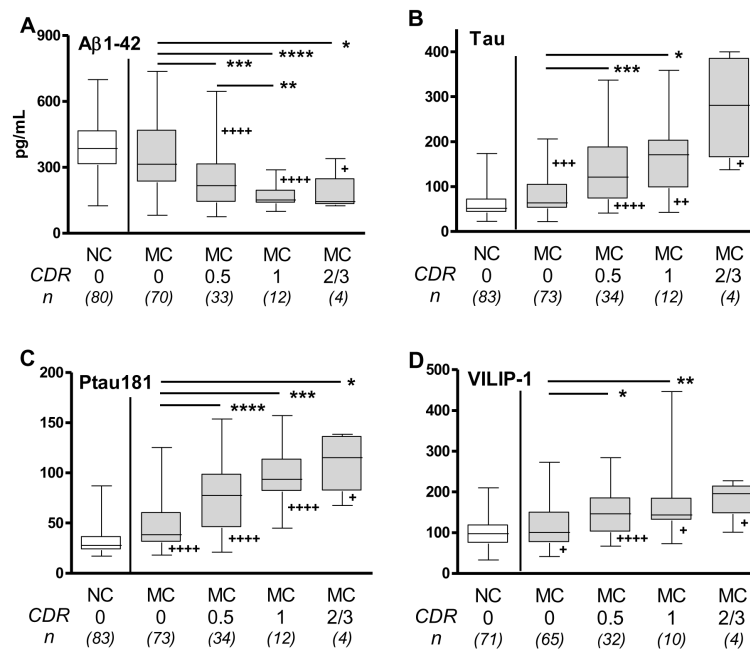 A
Aβ1-42
*
****
***
**
900
600
300
0
pg/mL
++++
++++
+
NC MC MC MC MC
CDR 0 0 0.5 1 2/3
n (80) (70) (33) (12) (4)
B
Tau
*
***
400
300
200
100
0
+++
++++
++
+
NC MC MC MC MC
CDR 0 0 0.5 1 2/3
n (83) (73) (34) (12) (4)
C
Ptau181
*
***
****
200
150
100
50
0
++++
++++
++++
+
NC MC MC MC MC
CDR 0 0 0.5 1 2/3
n (83) (73) (34) (12) (4)
D
VILIP-1
**
*
500
400
300
200
100
0
+
++++
+
+
NC MC MC MC MC
CDR 0 0 0.5 1 2/3
n (71) (65) (32) (10) (4)